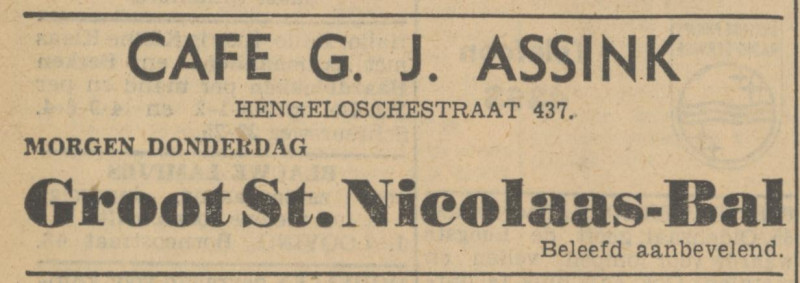 CAFE G. J. ASSINK
HENGELOSCHESTRAAT 437.
MORGEN DONDERDAG
Groot St. Nicolaas-Bal
Beleefd aanbevelend.